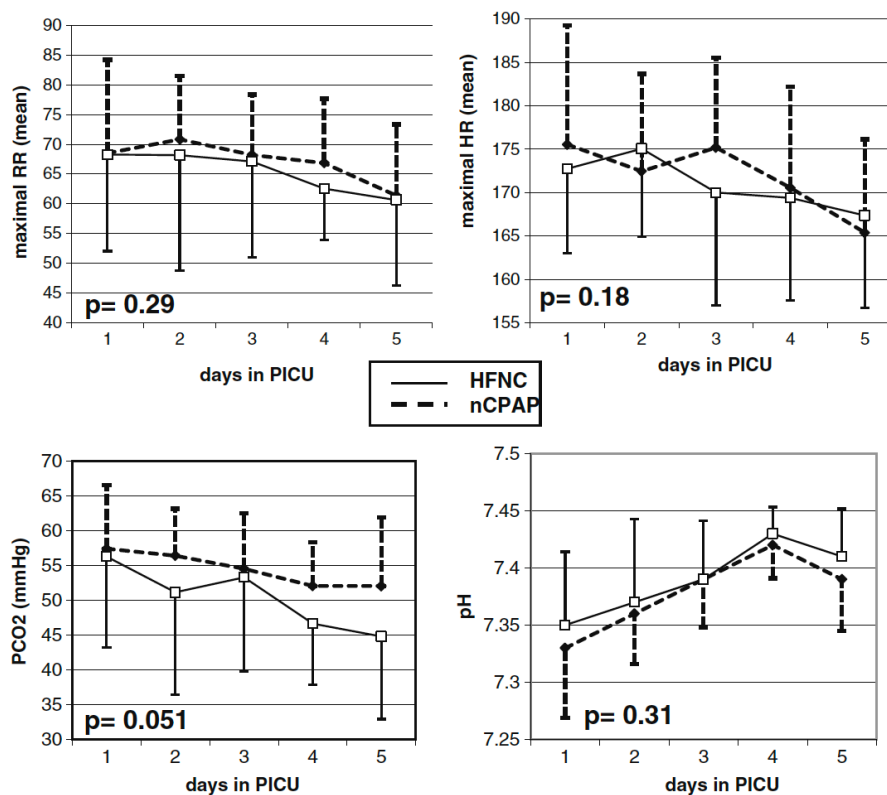 maximal RR (mean)
90
85
80
75
70
65
60
55
50
45
40
p= 0.29
1 2 3 4 5
days in PICU
maximal HR (mean)
190
185
180
175
170
165
160
155
p= 0.18
1 2 3 4 5
days in PICU
HFNC
nCPAP
PCO2 (mmHg)
70
65
60
55
50
45
40
35
30
p= 0.051
1 2 3 4 5
days in PICU
pH
7.5
7.45
7.4
7.35
7.3
7.25
p= 0.31
1 2 3 4 5
days in PICU